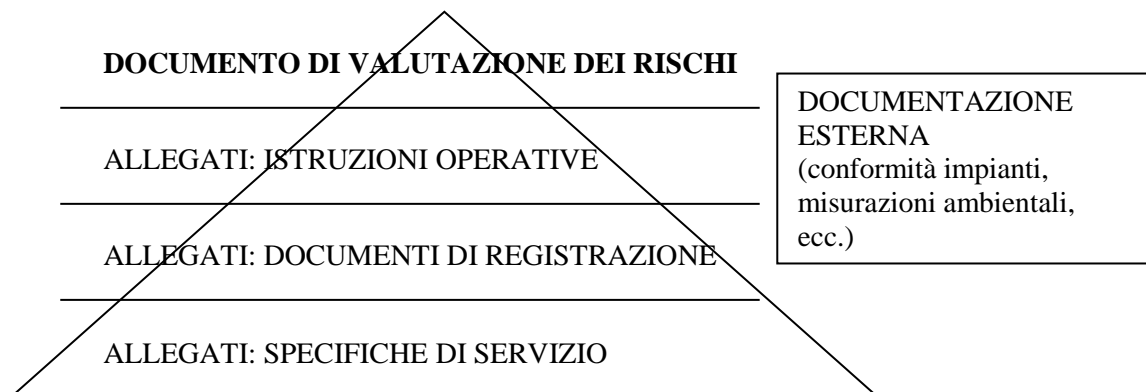 DOCUMENTO DI VALUTAZIONE DEI RISCHI
ALLEGATI: ISTRUZIONI OPERATIVE
ALLEGATI: DOCUMENTI DI REGISTRAZIONE
ALLEGATI: SPECIFICHE DI SERVIZIO
DOCUMENTAZIONE
ESTERNA
(conformità impianti,
misurazioni ambientali,
ecc.)